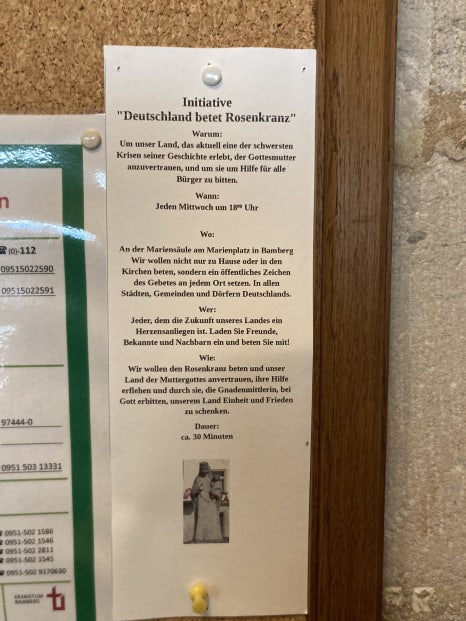 Initiative
"Deutschland betet Rosenkranz"
Warum:
Um unser Land, das aktuell eine der schwersten
Krisen seiner Geschichte erlebt, der Gottesmutter
anzuvertrauen, und um sie um Hilfe für alle
Bürger zu bitten.
Wann:
Jeden Mittwoch um 18⁰⁰ Uhr
Wo:
An der Mariensäule am Marienplatz in Bamberg
Wir wollen nicht nur zu Hause oder in den
Kirchen beten, sondern ein öffentliches Zeichen
des Gebetes an jedem Ort setzen. In allen
Städten, Gemeinden und Dörfern Deutschlands.
Wer:
Jeder, dem die Zukunft unseres Landes ein
Herzensanliegen ist. Laden Sie Freunde,
Bekannte und Nachbarn ein und beten Sie mit!
Wie:
Wir wollen den Rosenkranz beten und unser
Land der Muttergottes anvertrauen, ihre Hilfe
erflehen und durch sie, die Gnadenmittlerin, bei
Gott erbitten, unserem Land Einheit und Frieden
zu schenken.
Dauer:
ca. 30 Minuten
n
☎ (0)-112
09515022590
09515022591
97444-0
0951 503 13331
☎ 0951-502 1586
☎ 0951-502 1546
☎ 0951-502 2811
☎ 0951-502 1545
☎ 0951-502 9170630
ERZBISTUM
BAMBERG